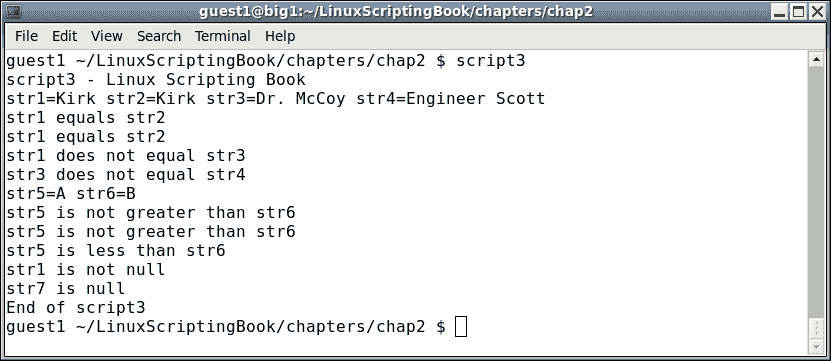 guest1@big1:~/LinuxScriptingBook/chapters/chap2
File Edit View Search Terminal Help
guest1 ~/LinuxScriptingBook/chapters/chap2 $ script3
script3 - Linux Scripting Book
str1=Kirk str2=Kirk str3=Dr. McCoy str4=Engineer Scott
str1 equals str2
str1 equals str2
str1 does not equal str3
str3 does not equal str4
str5=A str6=B
str5 is not greater than str6
str5 is not greater than str6
str5 is less than str6
str1 is not null
str7 is null
End of script3
guest1 ~/LinuxScriptingBook/chapters/chap2 $